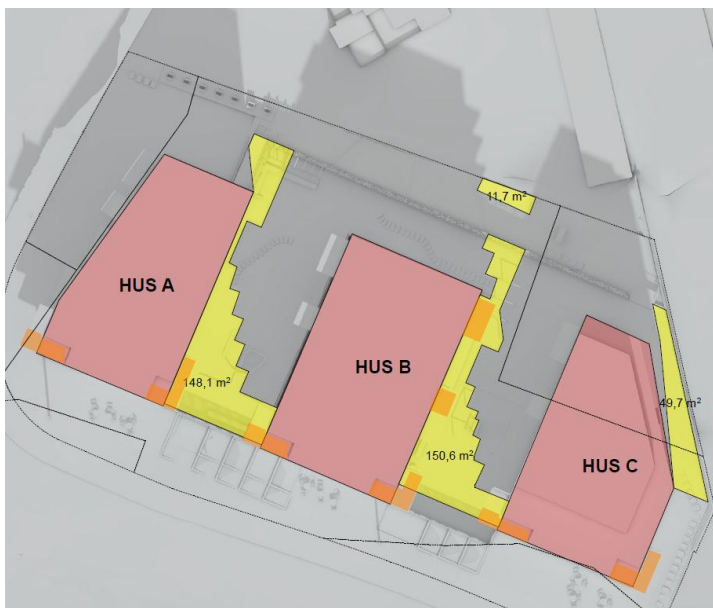 11,7 m²
HUS A
HUS B
148,1 m²
49,7 m²
150,6 m²
HUS C